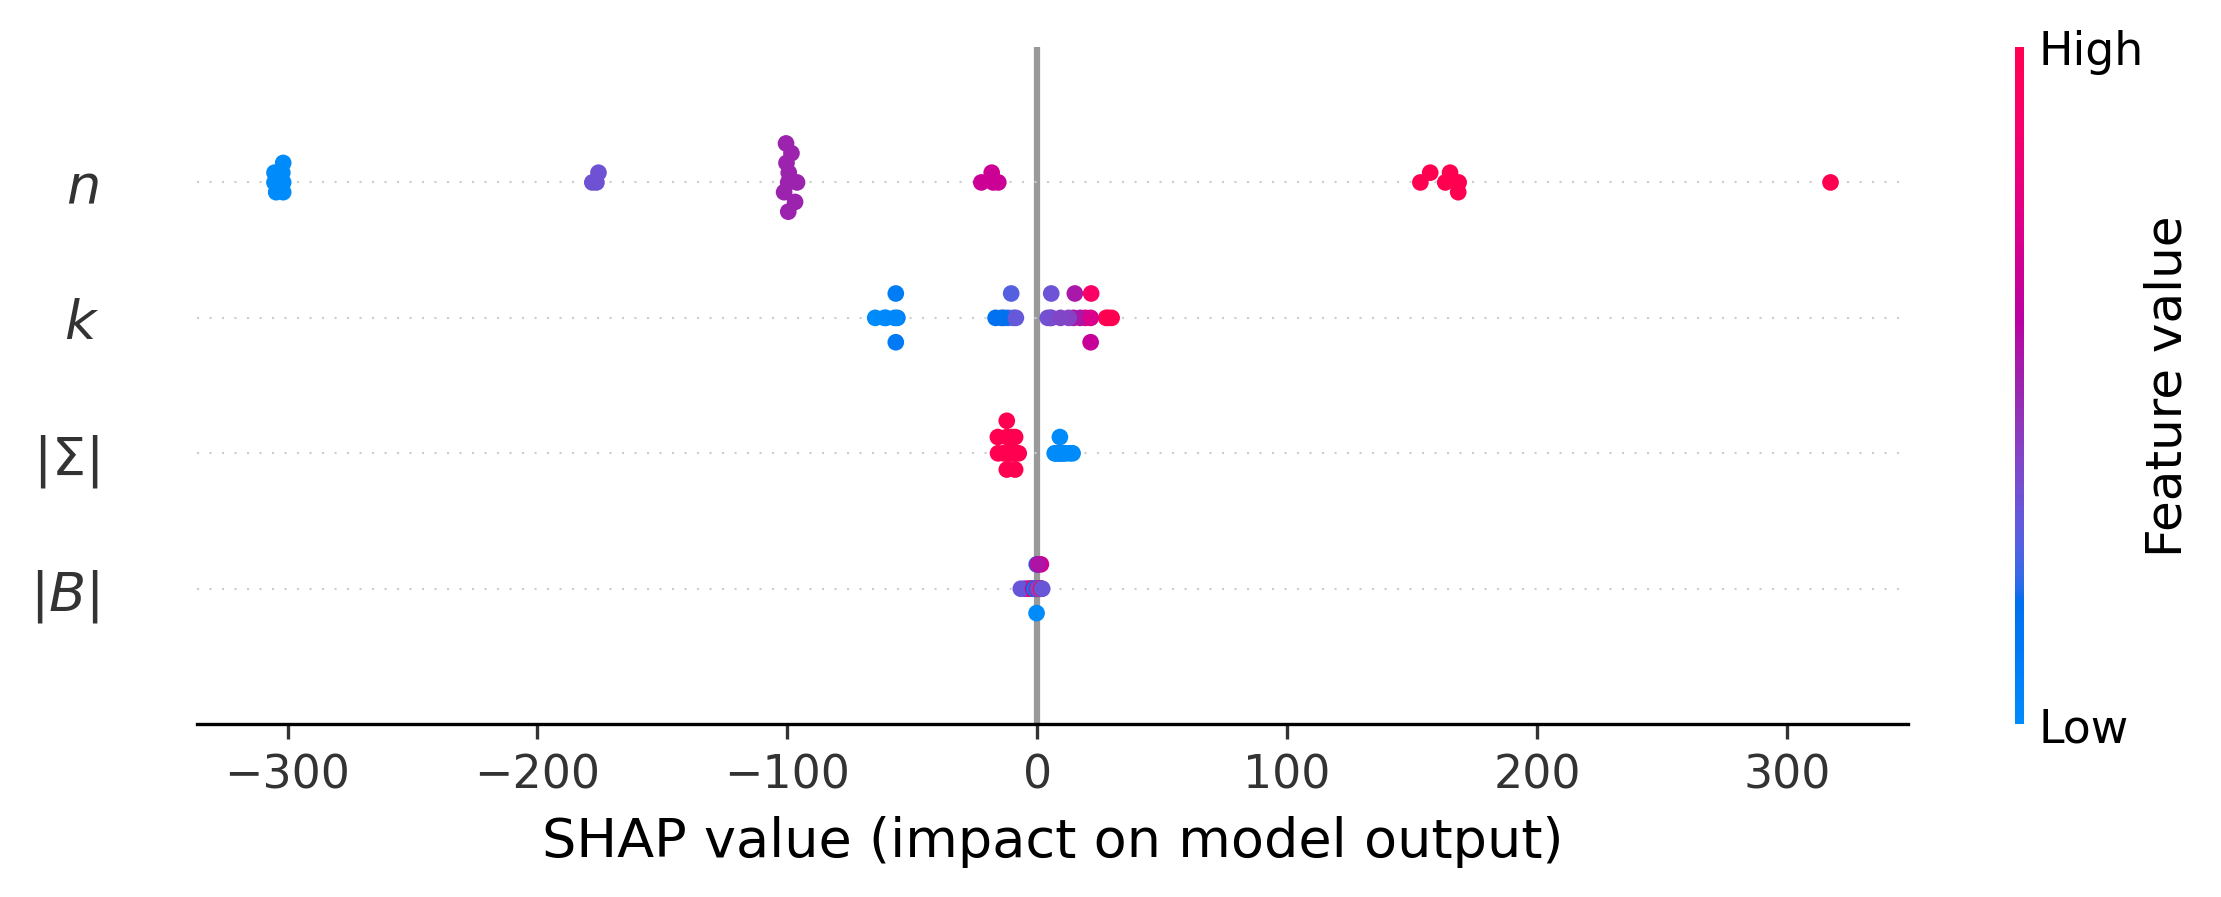 High
n
k
|Σ|
|B|
Feature value
Low
−300 −200 −100 0 100 200 300
SHAP value (impact on model output)